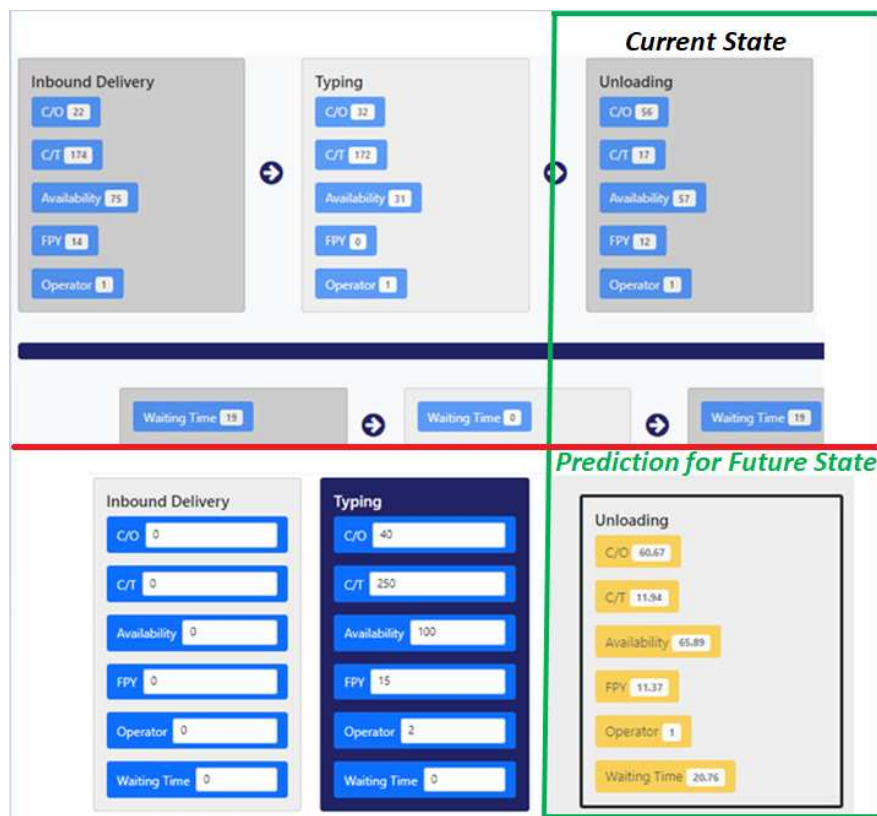 Current State
Inbound Delivery
C/O 22
C/T 174
Availability 75
FPY 14
Operator 1
Typing
C/O 32
C/T 172
Availability 31
FPY 0
Operator 1
Unloading
C/O 56
C/T 17
Availability 57
FPY 12
Operator 1
Waiting Time 19
Waiting Time 0
Waiting Time 19
Prediction for Future State
Inbound Delivery
C/O 0
C/T 0
Availability 0
FPY 0
Operator 0
Waiting Time 0
Typing
C/O 40
C/T 250
Availability 100
FPY 15
Operator 2
Waiting Time 0
Unloading
C/O 60.67
C/T 11.94
Availability 65.89
FPY 11.37
Operator 1
Waiting Time 20.76